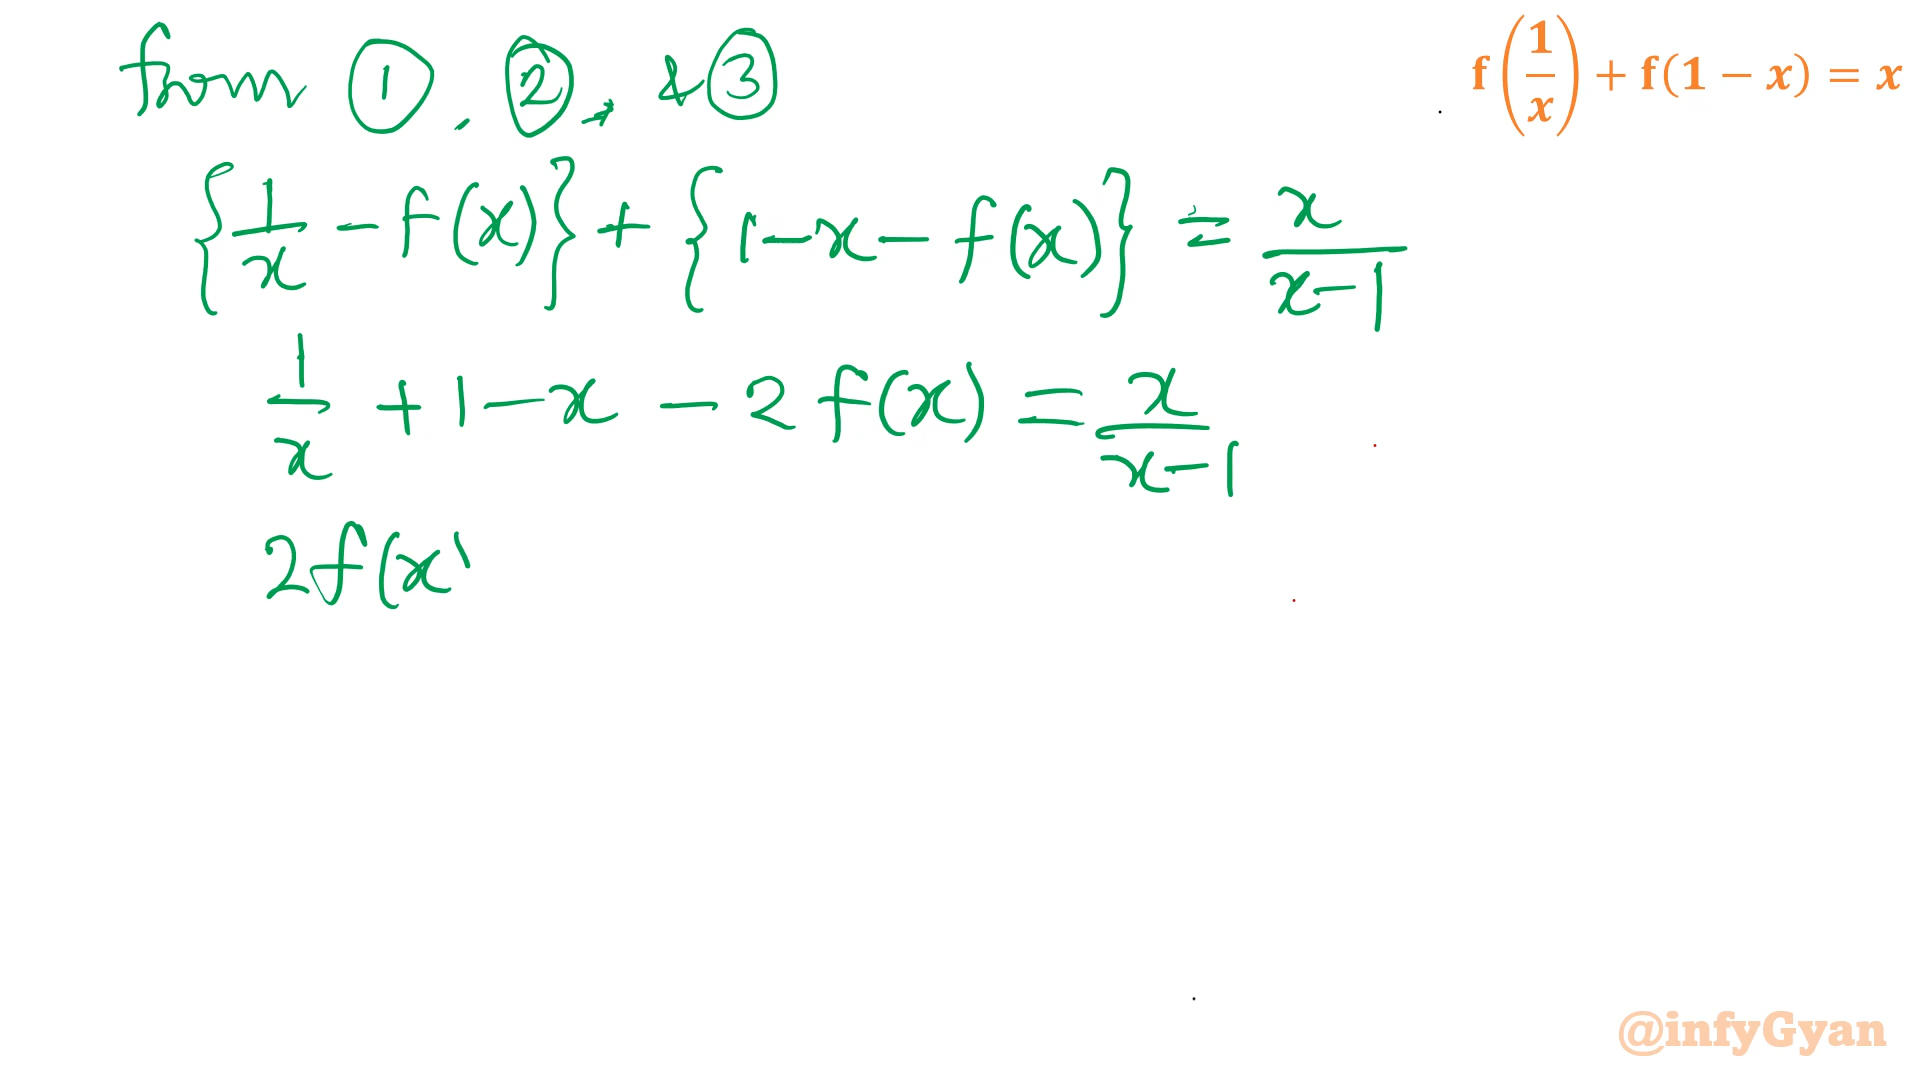 from ①, ②, & ③
f(1/x) + f(1 − x) = x
{1/x − f(x)} + {1−x − f(x)} = x/(x−1)
1/x + 1−x − 2f(x) = x/(x−1)
2f(x)
@infyGyan